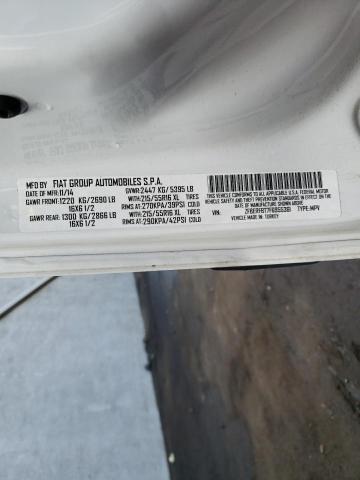 MFD BY FIAT GROUP AUTOMOBILES S.P.A.
DATE OF MFR:11/14 GVWR:2447 KG/5395 LB
GAWR FRONT:1220 KG/2690 LB WITH:215/55R16 XL TIRES
16X6 1/2 RIMS AT:270KPA/39PSI COLD
GAWR REAR:1300 KG/2866 LB WITH:215/55R16 XL TIRES
16X6 1/2 RIMS AT:290KPA/42PSI COLD
THIS VEHICLE CONFORMS TO ALL APPLICABLE U.S.A. FEDERAL MOTOR
VEHICLE SAFETY, BUMPER, AND THEFT PREVENTION STANDARDS IN
EFFECT ON THE DATE OF MANUFACTURE SHOWN ABOVE.
VIN: TYPE:MPV
MADE IN: TURKEY